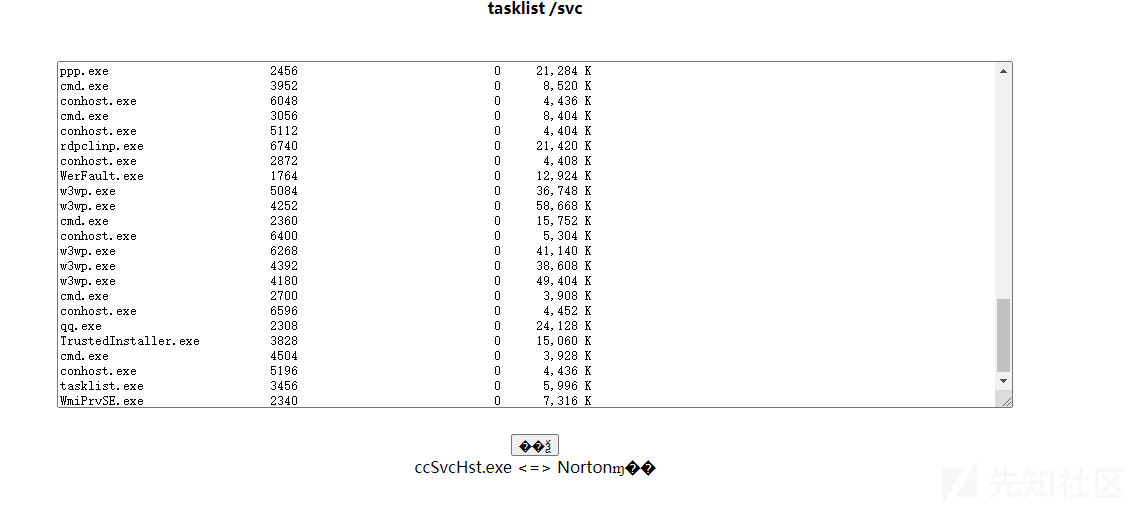 tasklist /svc
ppp.exe 2456 0 21,284 K
cmd.exe 3952 0 8,520 K
conhost.exe 6048 0 4,436 K
cmd.exe 3056 0 8,404 K
conhost.exe 5112 0 4,404 K
rdpclinp.exe 6740 0 21,420 K
conhost.exe 2872 0 4,408 K
WerFault.exe 1764 0 12,924 K
w3wp.exe 5084 0 36,748 K
w3wp.exe 4252 0 58,668 K
cmd.exe 2360 0 15,752 K
conhost.exe 6400 0 5,304 K
w3wp.exe 6268 0 41,140 K
w3wp.exe 4392 0 38,608 K
w3wp.exe 4180 0 49,404 K
cmd.exe 2700 0 3,908 K
conhost.exe 6596 0 4,452 K
qq.exe 2308 0 24,128 K
TrustedInstaller.exe 3828 0 15,060 K
cmd.exe 4504 0 3,928 K
conhost.exe 5196 0 4,436 K
tasklist.exe 3456 0 5,996 K
WmiPrvSE.exe 2340 0 7,316 K
ccSvcHst.exe <=> Norton
先知社区